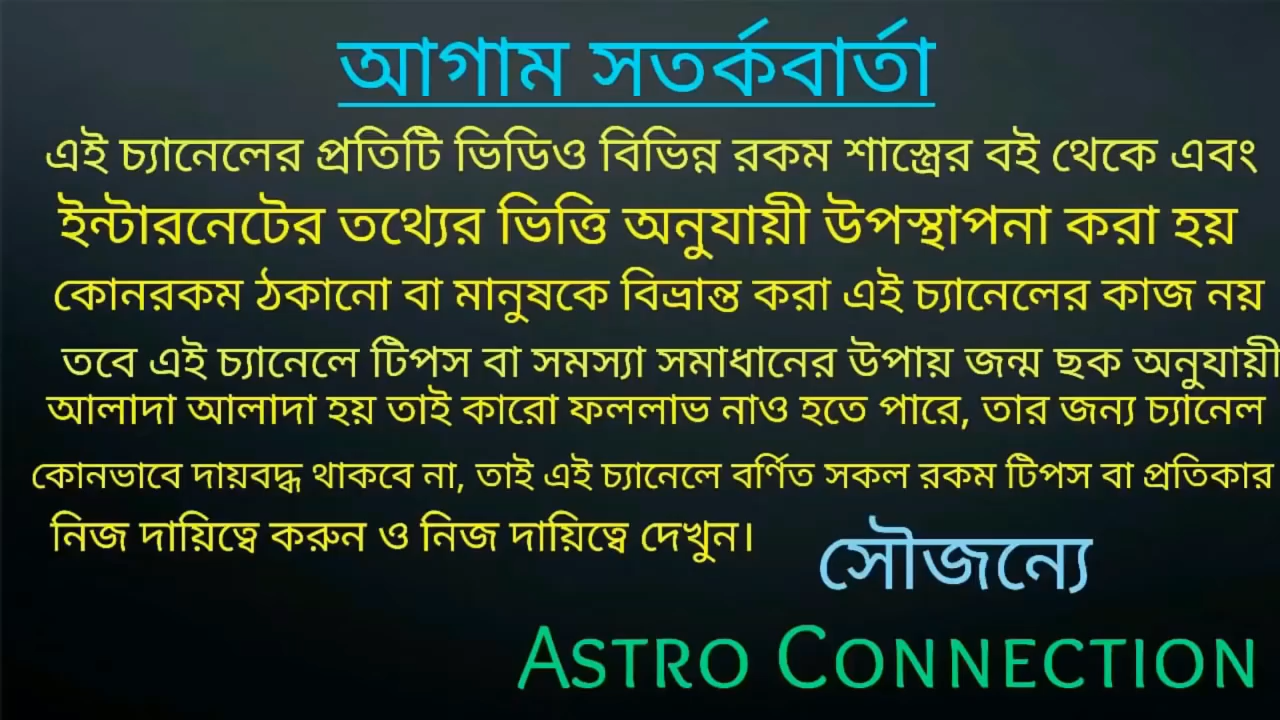 আগাম সতর্কবার্তা
এই চ্যানেলের প্রতিটি ভিডিও বিভিন্ন রকম শাস্ত্রের বই থেকে এবং
ইন্টারনেটের তথ্যের ভিত্তি অনুযায়ী উপস্থাপনা করা হয়
কোনরকম ঠকানো বা মানুষকে বিভ্রান্ত করা এই চ্যানেলের কাজ নয়
তবে এই চ্যানেলে টিপস বা সমস্যা সমাধানের উপায় জন্ম ছক অনুযায়ী
আলাদা আলাদা হয় তাই কারো ফললাভ নাও হতে পারে, তার জন্য চ্যানেল
কোনভাবে দায়বদ্ধ থাকবে না, তাই এই চ্যানেলে বর্ণিত সকল রকম টিপস বা প্রতিকার
নিজ দায়িত্বে করুন ও নিজ দায়িত্বে দেখুন।
সৌজন্যে
ASTRO CONNECTION